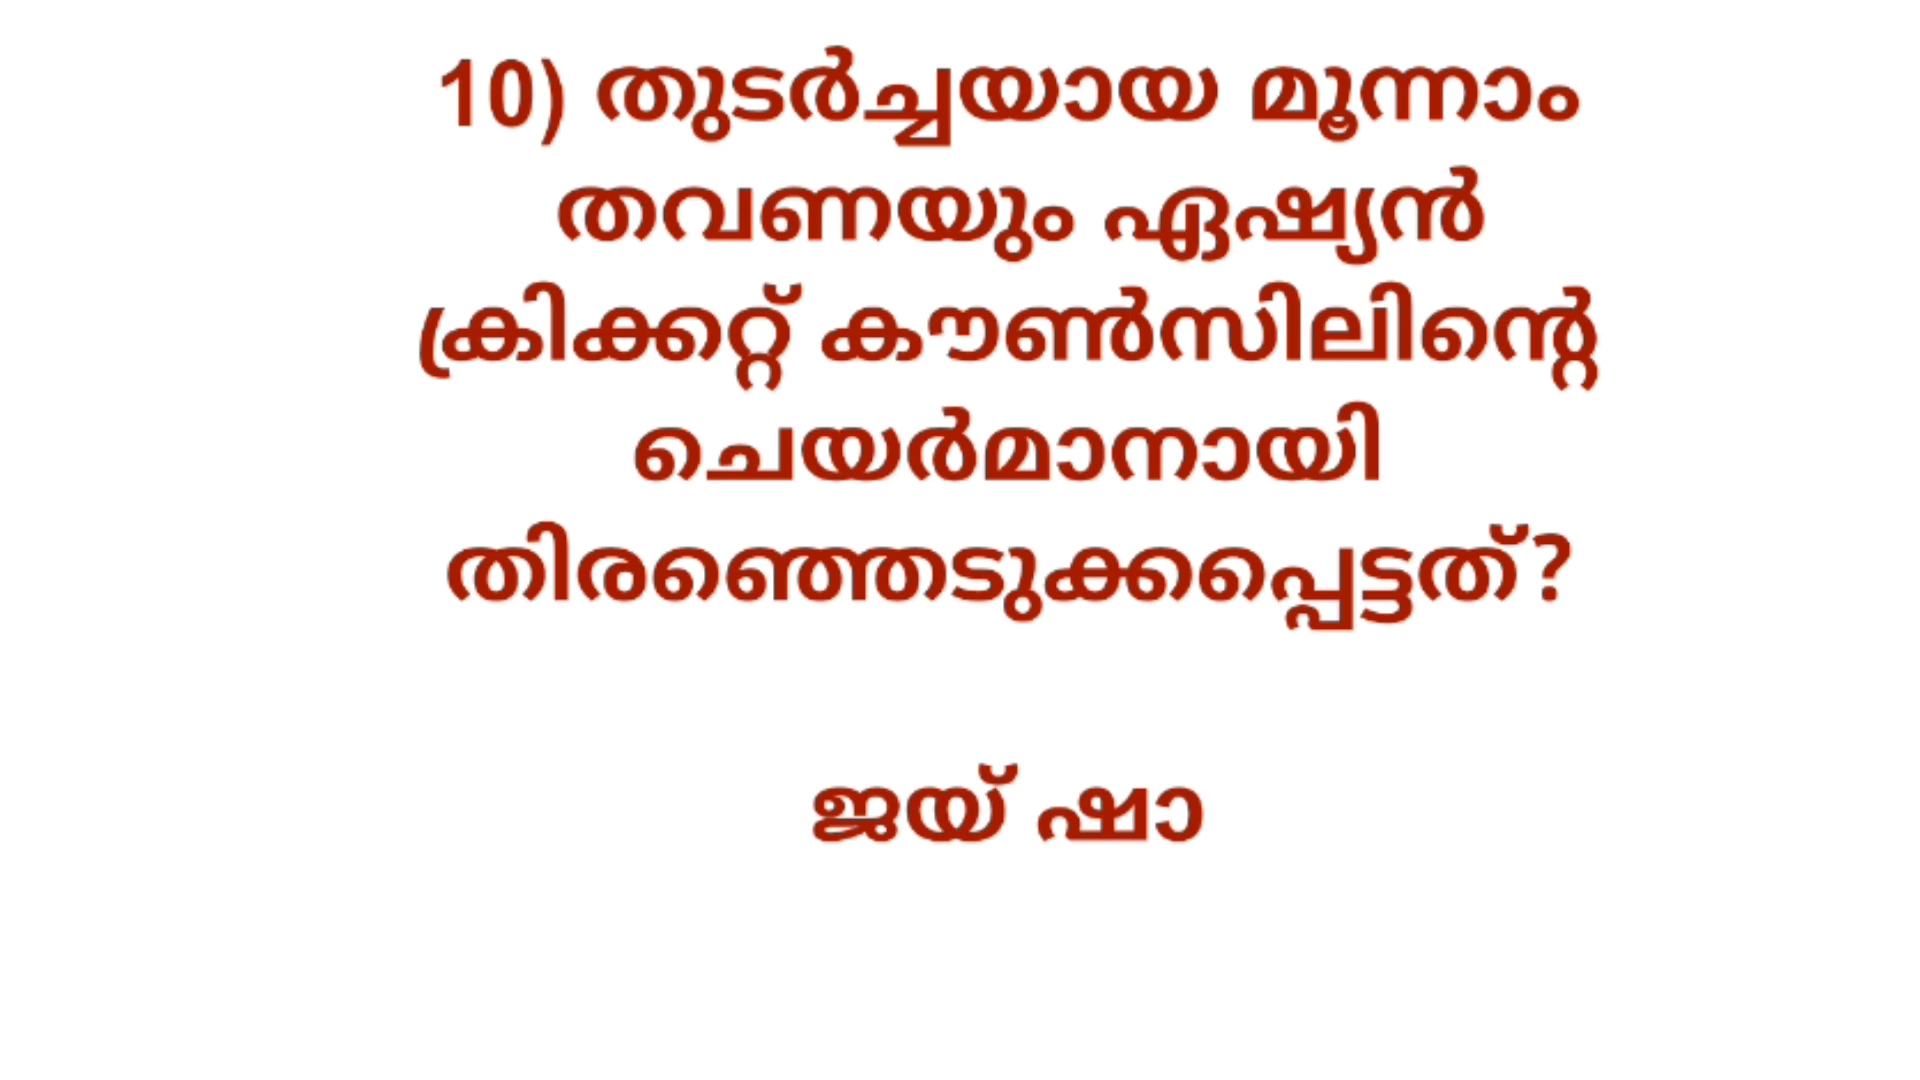 10) തുടർച്ചയായ മൂന്നാം
തവണയും ഏഷ്യൻ
ക്രിക്കറ്റ് കൗൺസിലിന്റെ
ചെയർമാനായി
തിരഞ്ഞെടുക്കപ്പെട്ടത്?
ജയ് ഷാ